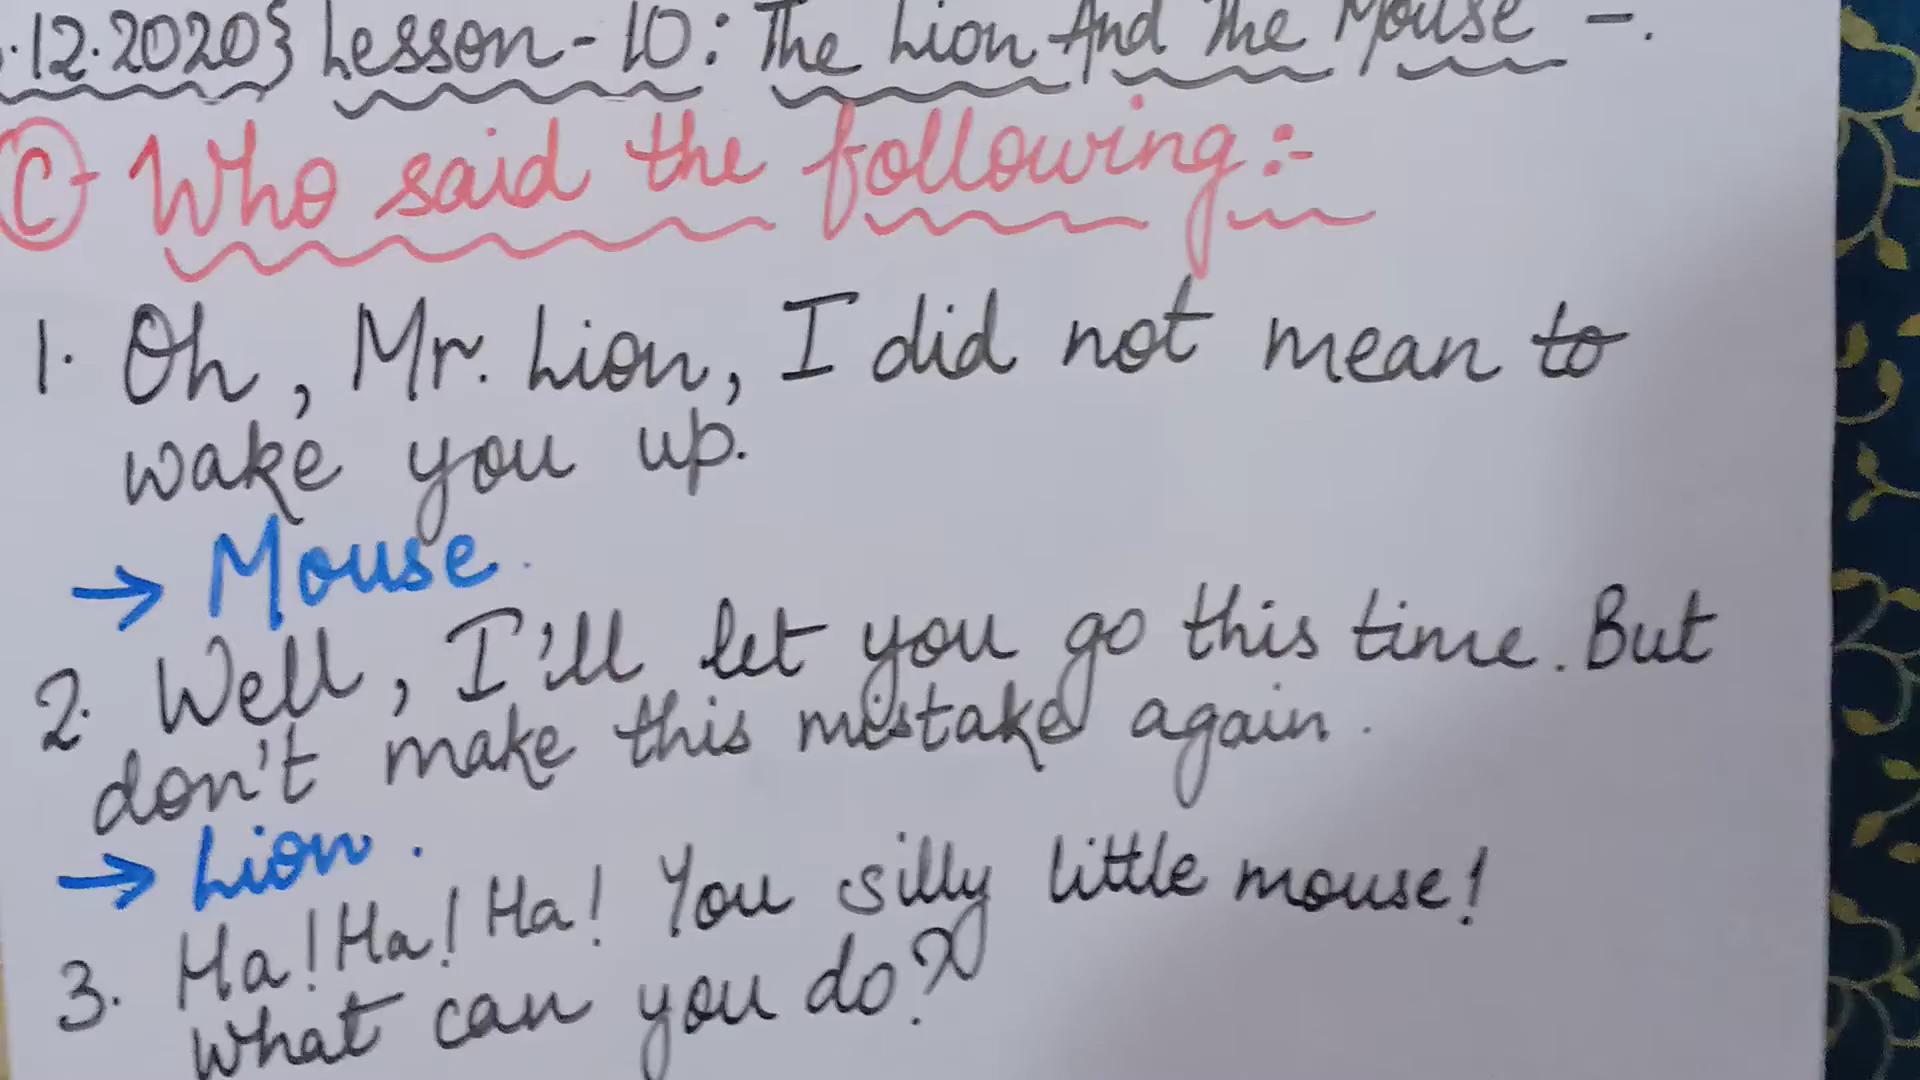 .12.2020} Lesson-10: The Lion And The Mouse -.
C Who said the following:-
1. Oh, Mr. Lion, I did not mean to
wake you up.
→ Mouse.
2. Well, I'll let you go this time. But
don't make this mistake again.
→ Lion.
3. Ha! Ha! Ha! You silly little mouse!
What can you do?